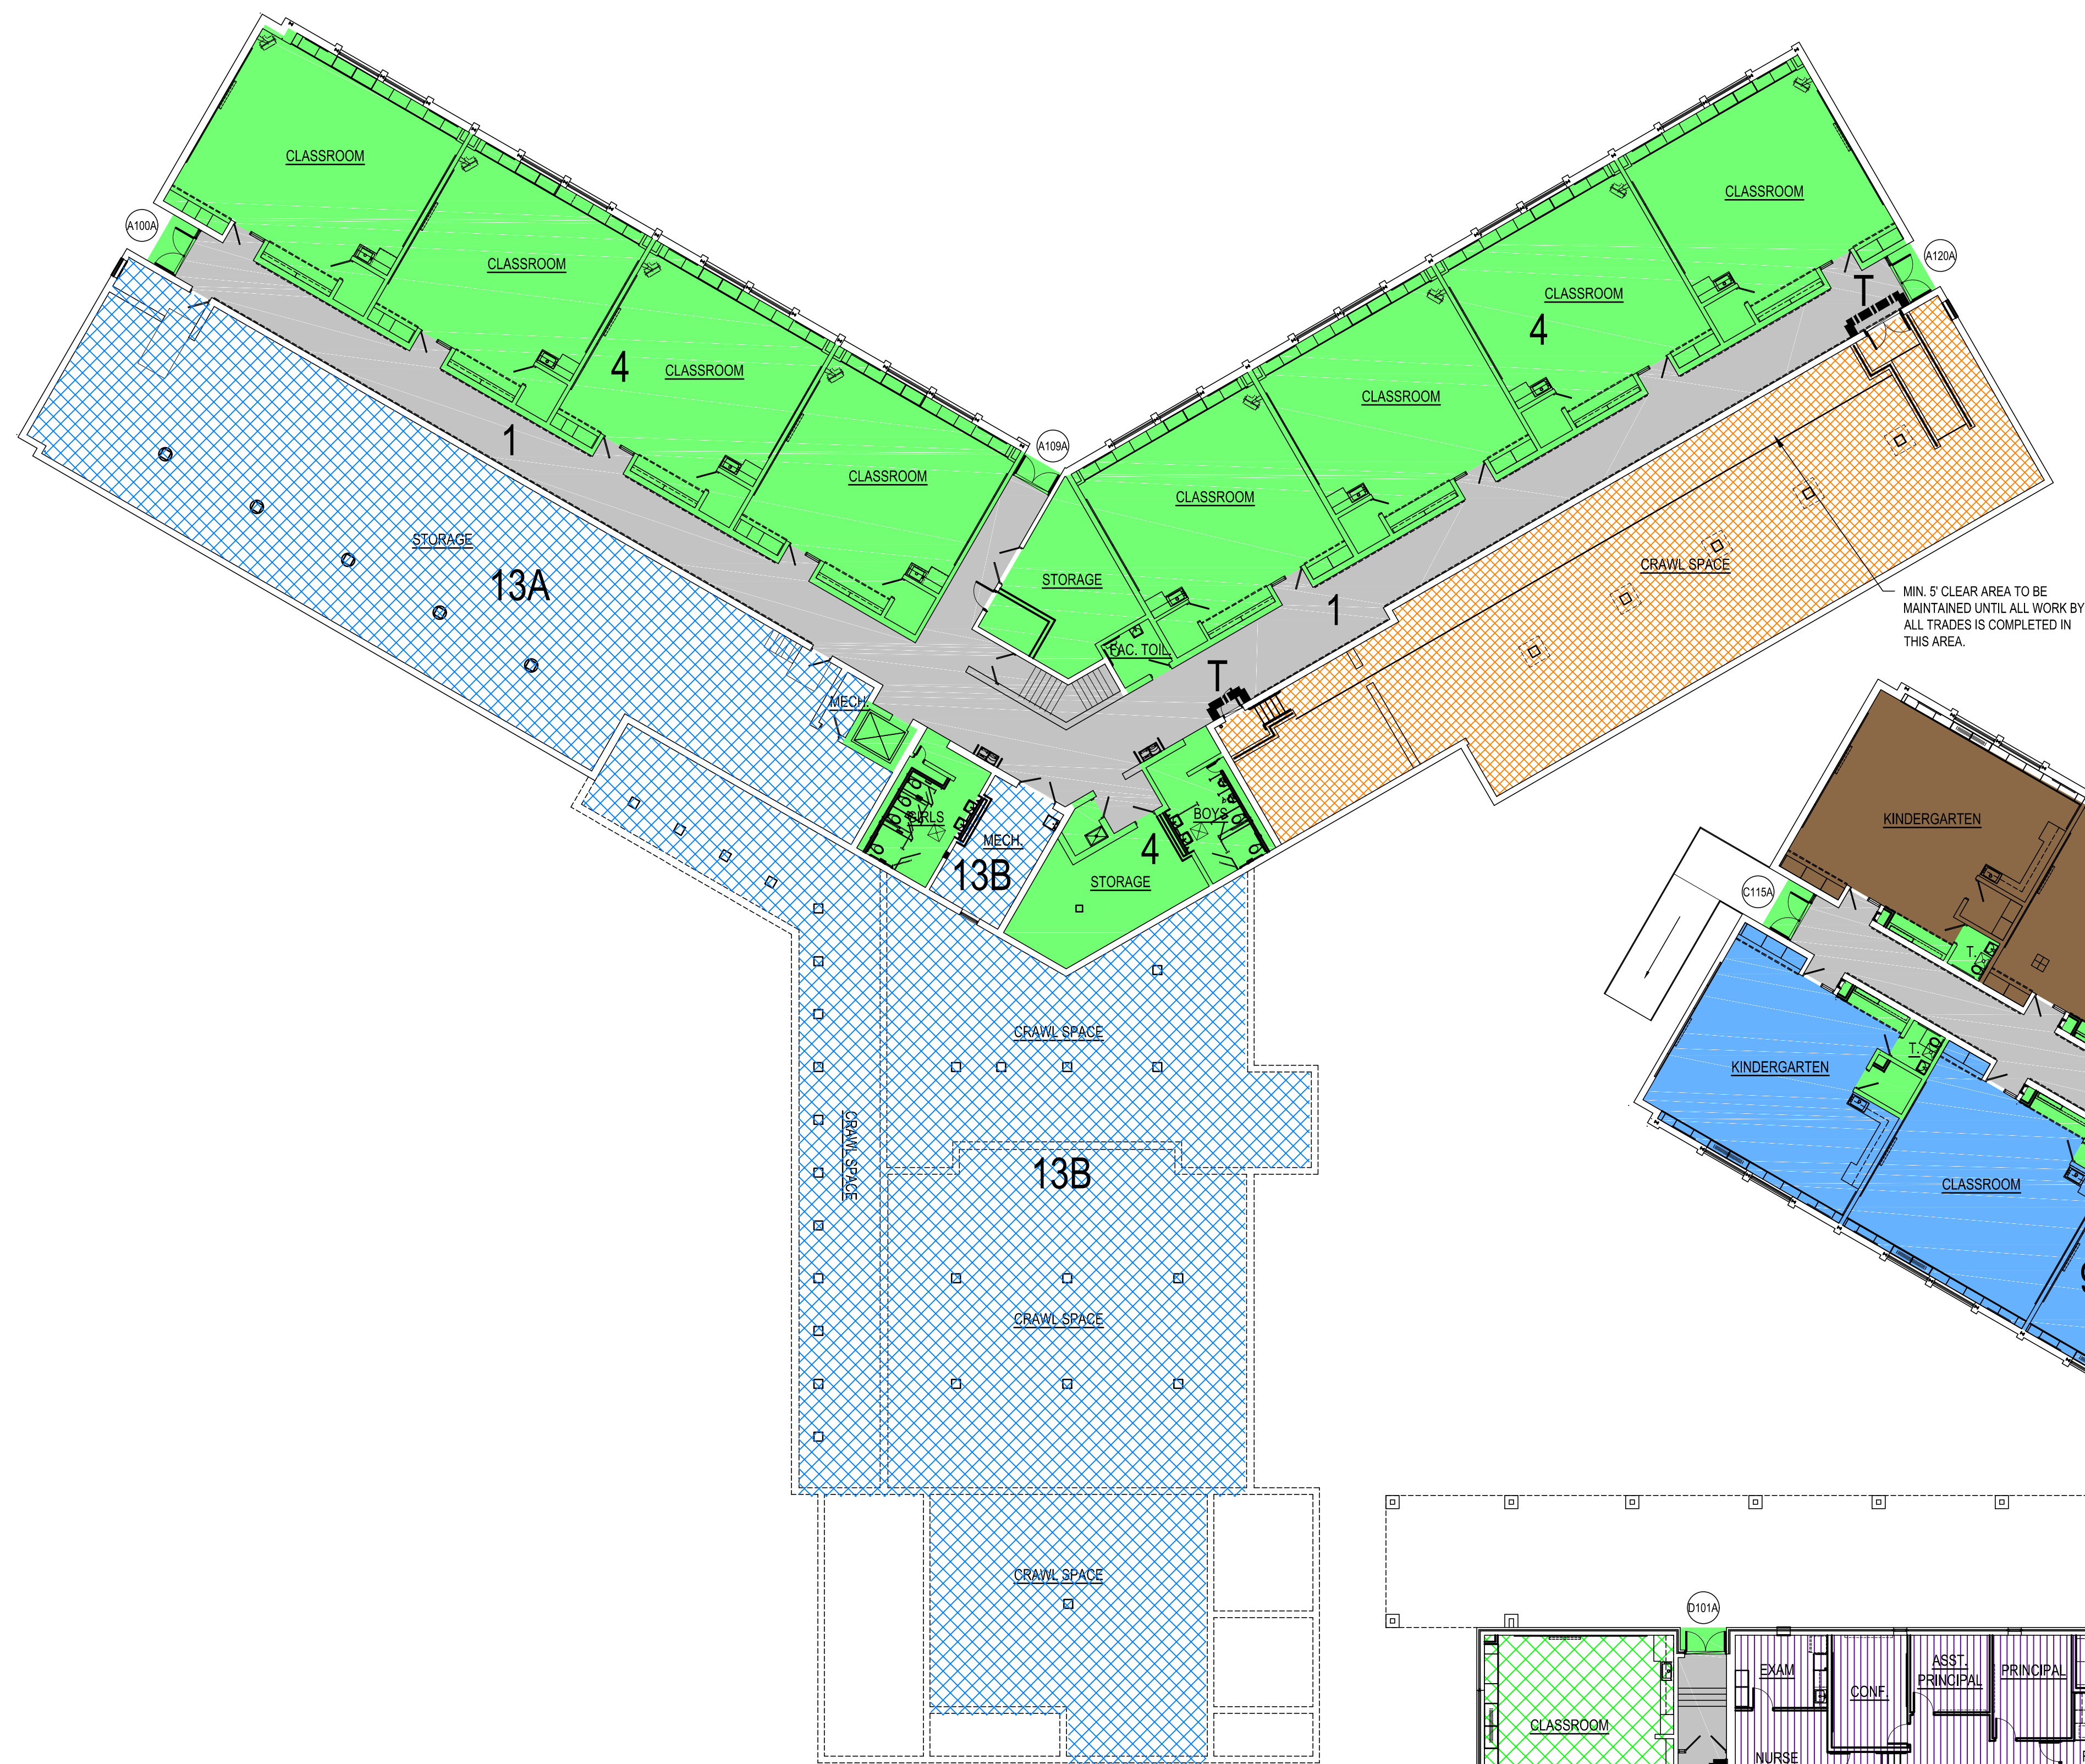 CLASSROOM
A100A
CLASSROOM
4
CLASSROOM
1
CLASSROOM
A109A
STORAGE
13A
CLASSROOM
A120A
T
CLASSROOM
4
CLASSROOM
CLASSROOM
1
STORAGE
FAC. TOIL.
T
CRAWL SPACE
MIN. 5' CLEAR AREA TO BE
MAINTAINED UNTIL ALL WORK BY
ALL TRADES IS COMPLETED IN
THIS AREA.
MECH.
GIRLS
MECH.
13B
BOYS
4
STORAGE
KINDERGARTEN
C115A
T.
T.
KINDERGARTEN
CLASSROOM
CRAWL SPACE
CRAWL SPACE
13B
CRAWL SPACE
CRAWL SPACE
D101A
EXAM
CONF.
ASST.
PRINCIPAL
PRINCIPAL
CLASSROOM
NURSE